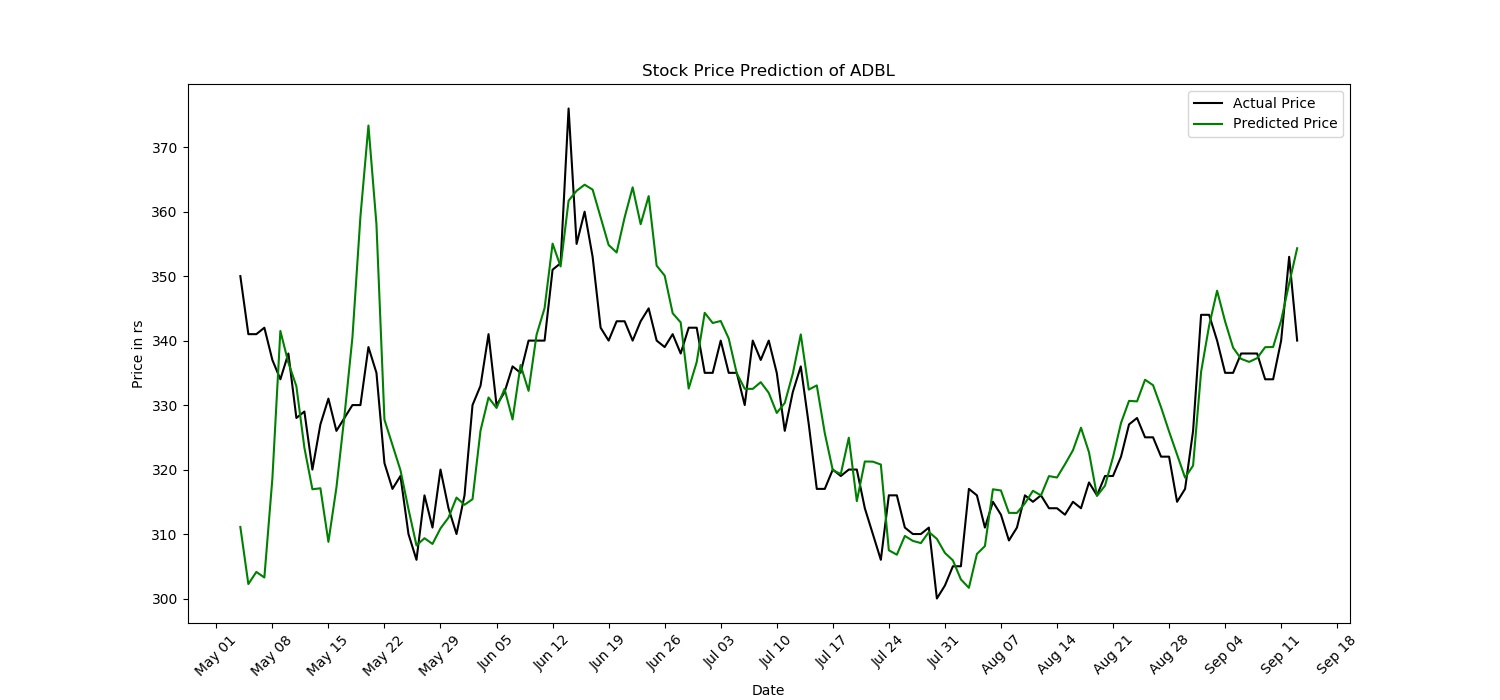 Stock Price Prediction of ADBL
Actual Price
Predicted Price
Price in rs
370
360
350
340
330
320
310
300
May 01
May 08
May 15
May 22
May 29
Jun 05
Jun 12
Jun 19
Jun 26
Jul 03
Jul 10
Jul 17
Jul 24
Jul 31
Aug 07
Aug 14
Aug 21
Aug 28
Sep 04
Sep 11
Sep 18
Date